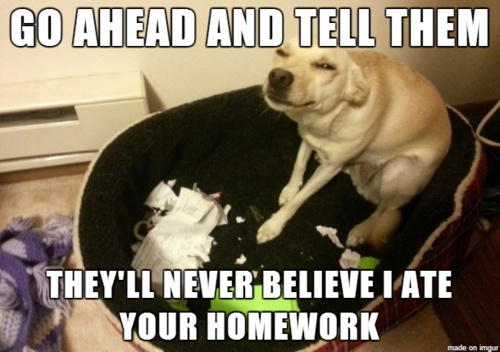 GO AHEAD AND TELL THEM
THEY'LL NEVER BELIEVE I ATE
YOUR HOMEWORK
made on imgur